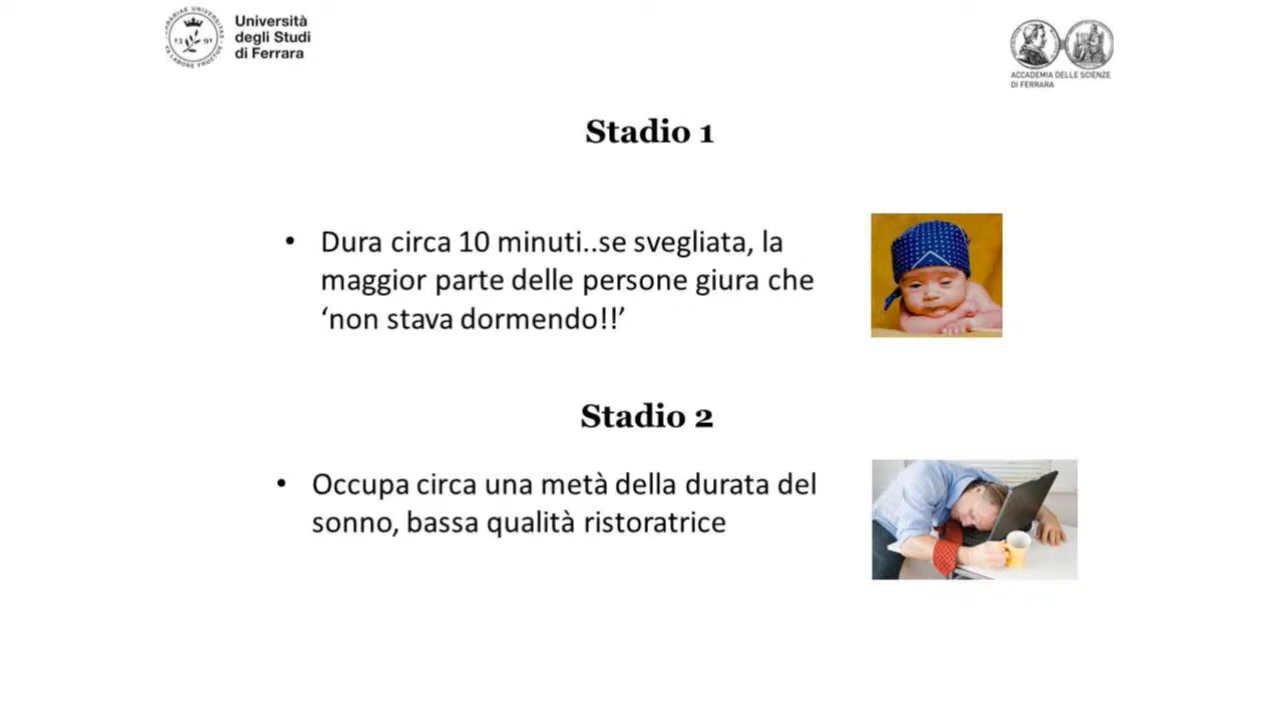 Università
degli Studi
di Ferrara
ACCADEMIA DELLE SCIENZE
DI FERRARA
Stadio 1
• Dura circa 10 minuti..se svegliata, la
maggior parte delle persone giura che
‘non stava dormendo!!’
Stadio 2
• Occupa circa una metà della durata del
sonno, bassa qualità ristoratrice